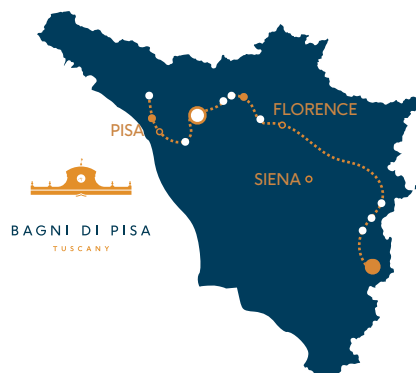 FLORENCE
PISA
SIENA
BAGNI DI PISA
TUSCANY